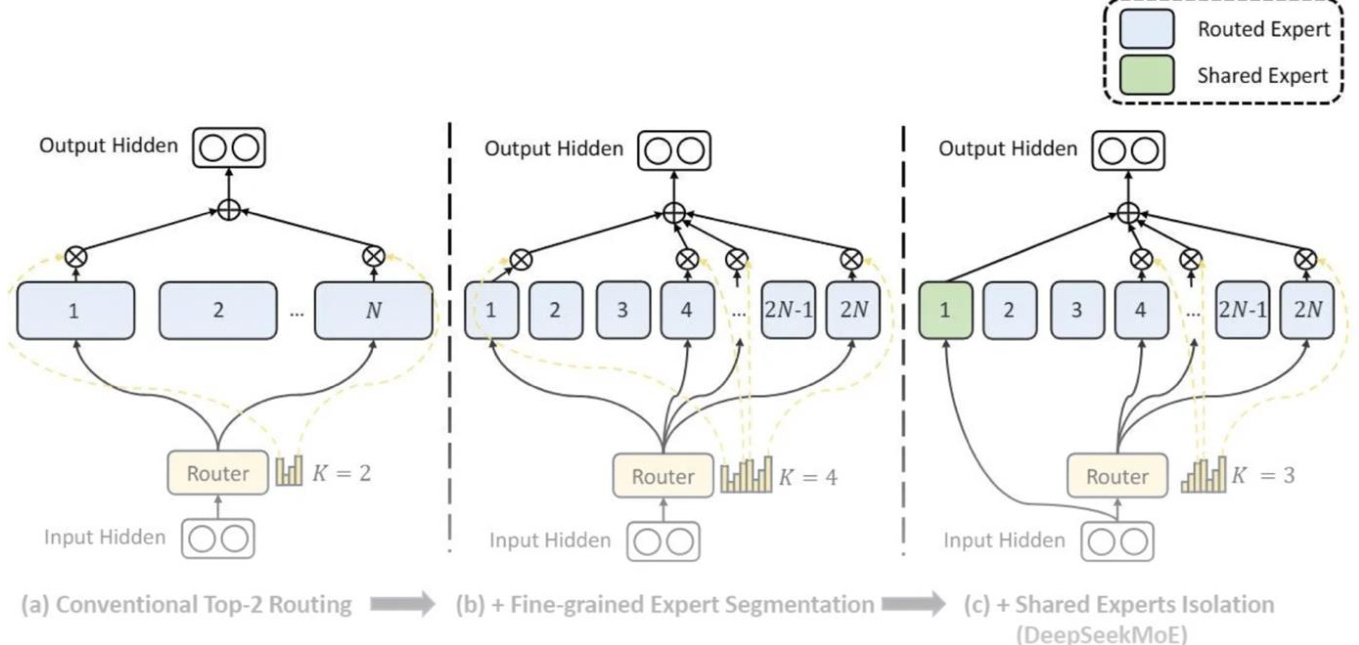 Routed Expert
Shared Expert
Output Hidden
1
2
...
N
Router
K = 2
Input Hidden
(a) Conventional Top-2 Routing
Output Hidden
1
2
3
4
...
2N-1
2N
Router
K = 4
Input Hidden
(b) + Fine-grained Expert Segmentation
Output Hidden
1
2
3
4
...
2N-1
2N
Router
K = 3
Input Hidden
(c) + Shared Experts Isolation
(DeepSeekMoE)